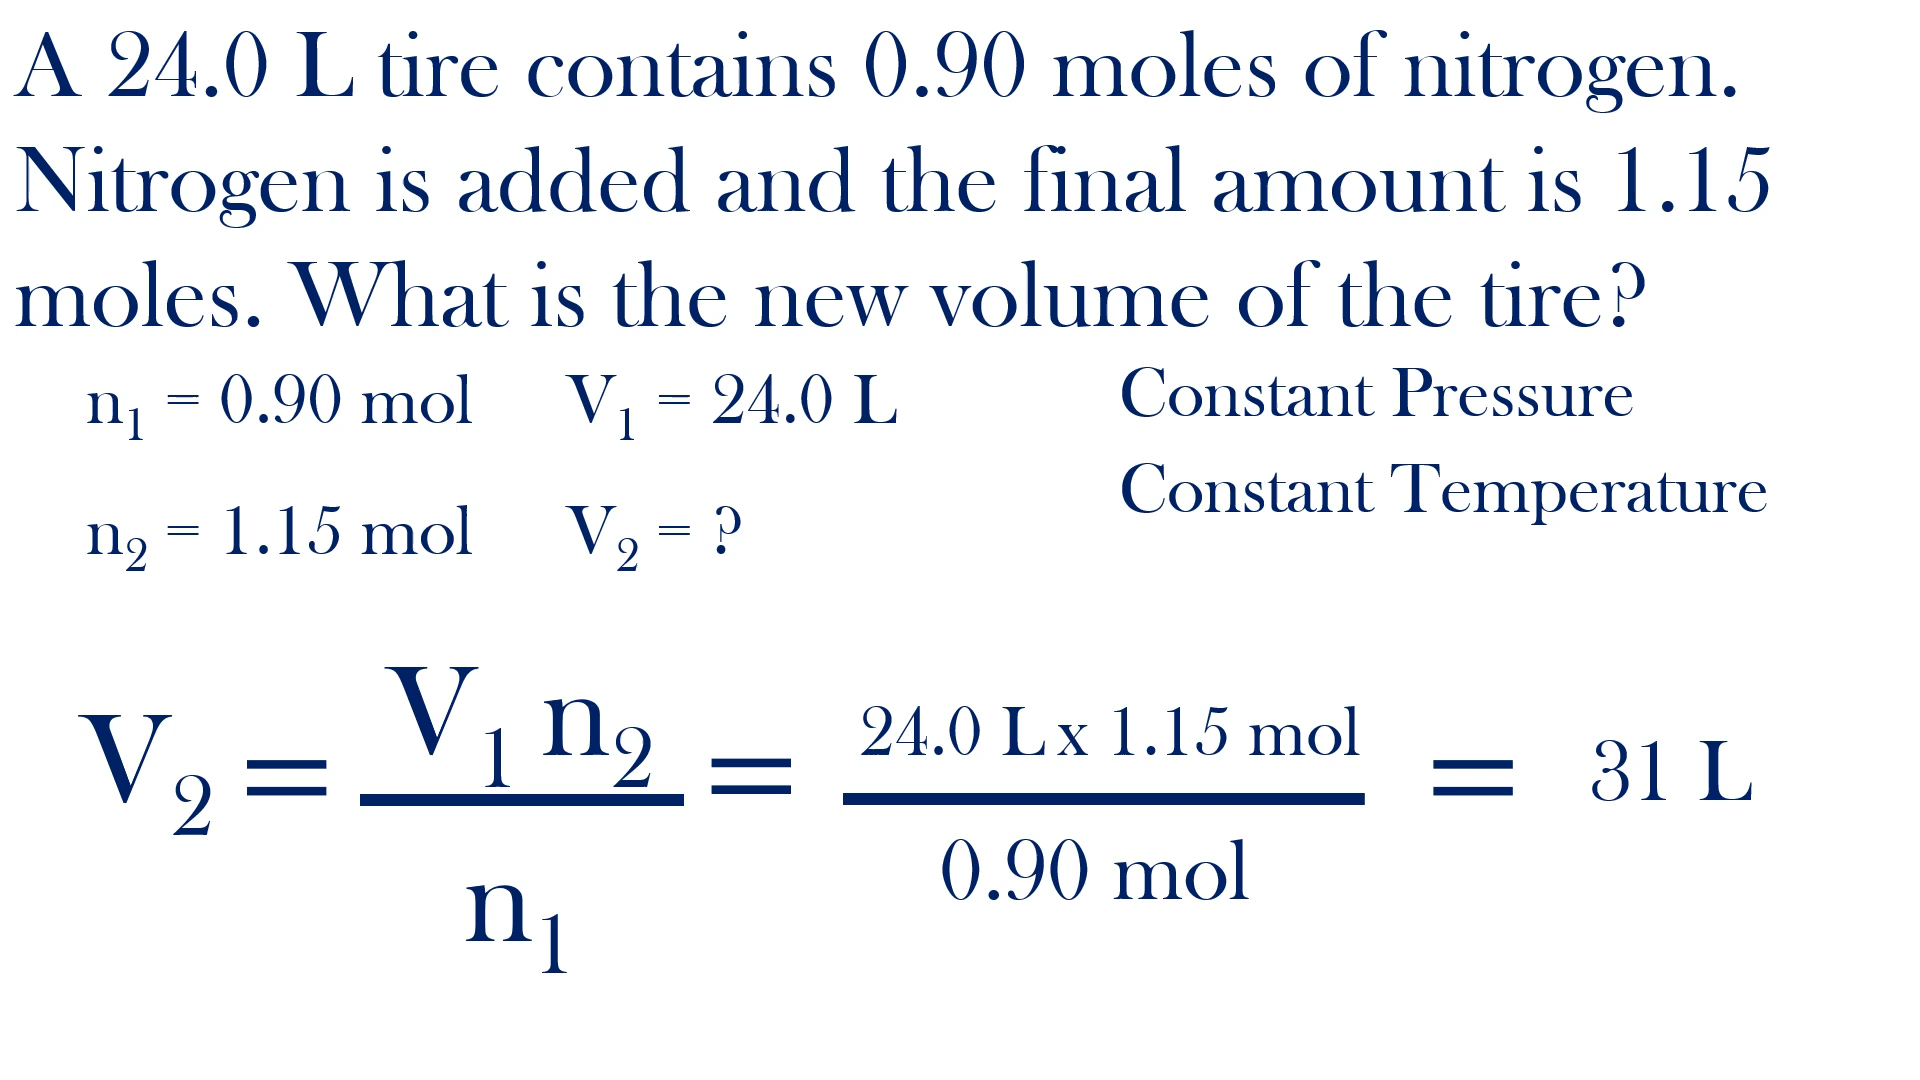 A 24.0 L tire contains 0.90 moles of nitrogen.
Nitrogen is added and the final amount is 1.15
moles. What is the new volume of the tire?
n₁ = 0.90 mol V₁ = 24.0 L Constant Pressure
Constant Temperature
n₂ = 1.15 mol V₂ = ?
V₁ n₂ 24.0 L x 1.15 mol
V₂ = = = 31 L
n₁ 0.90 mol